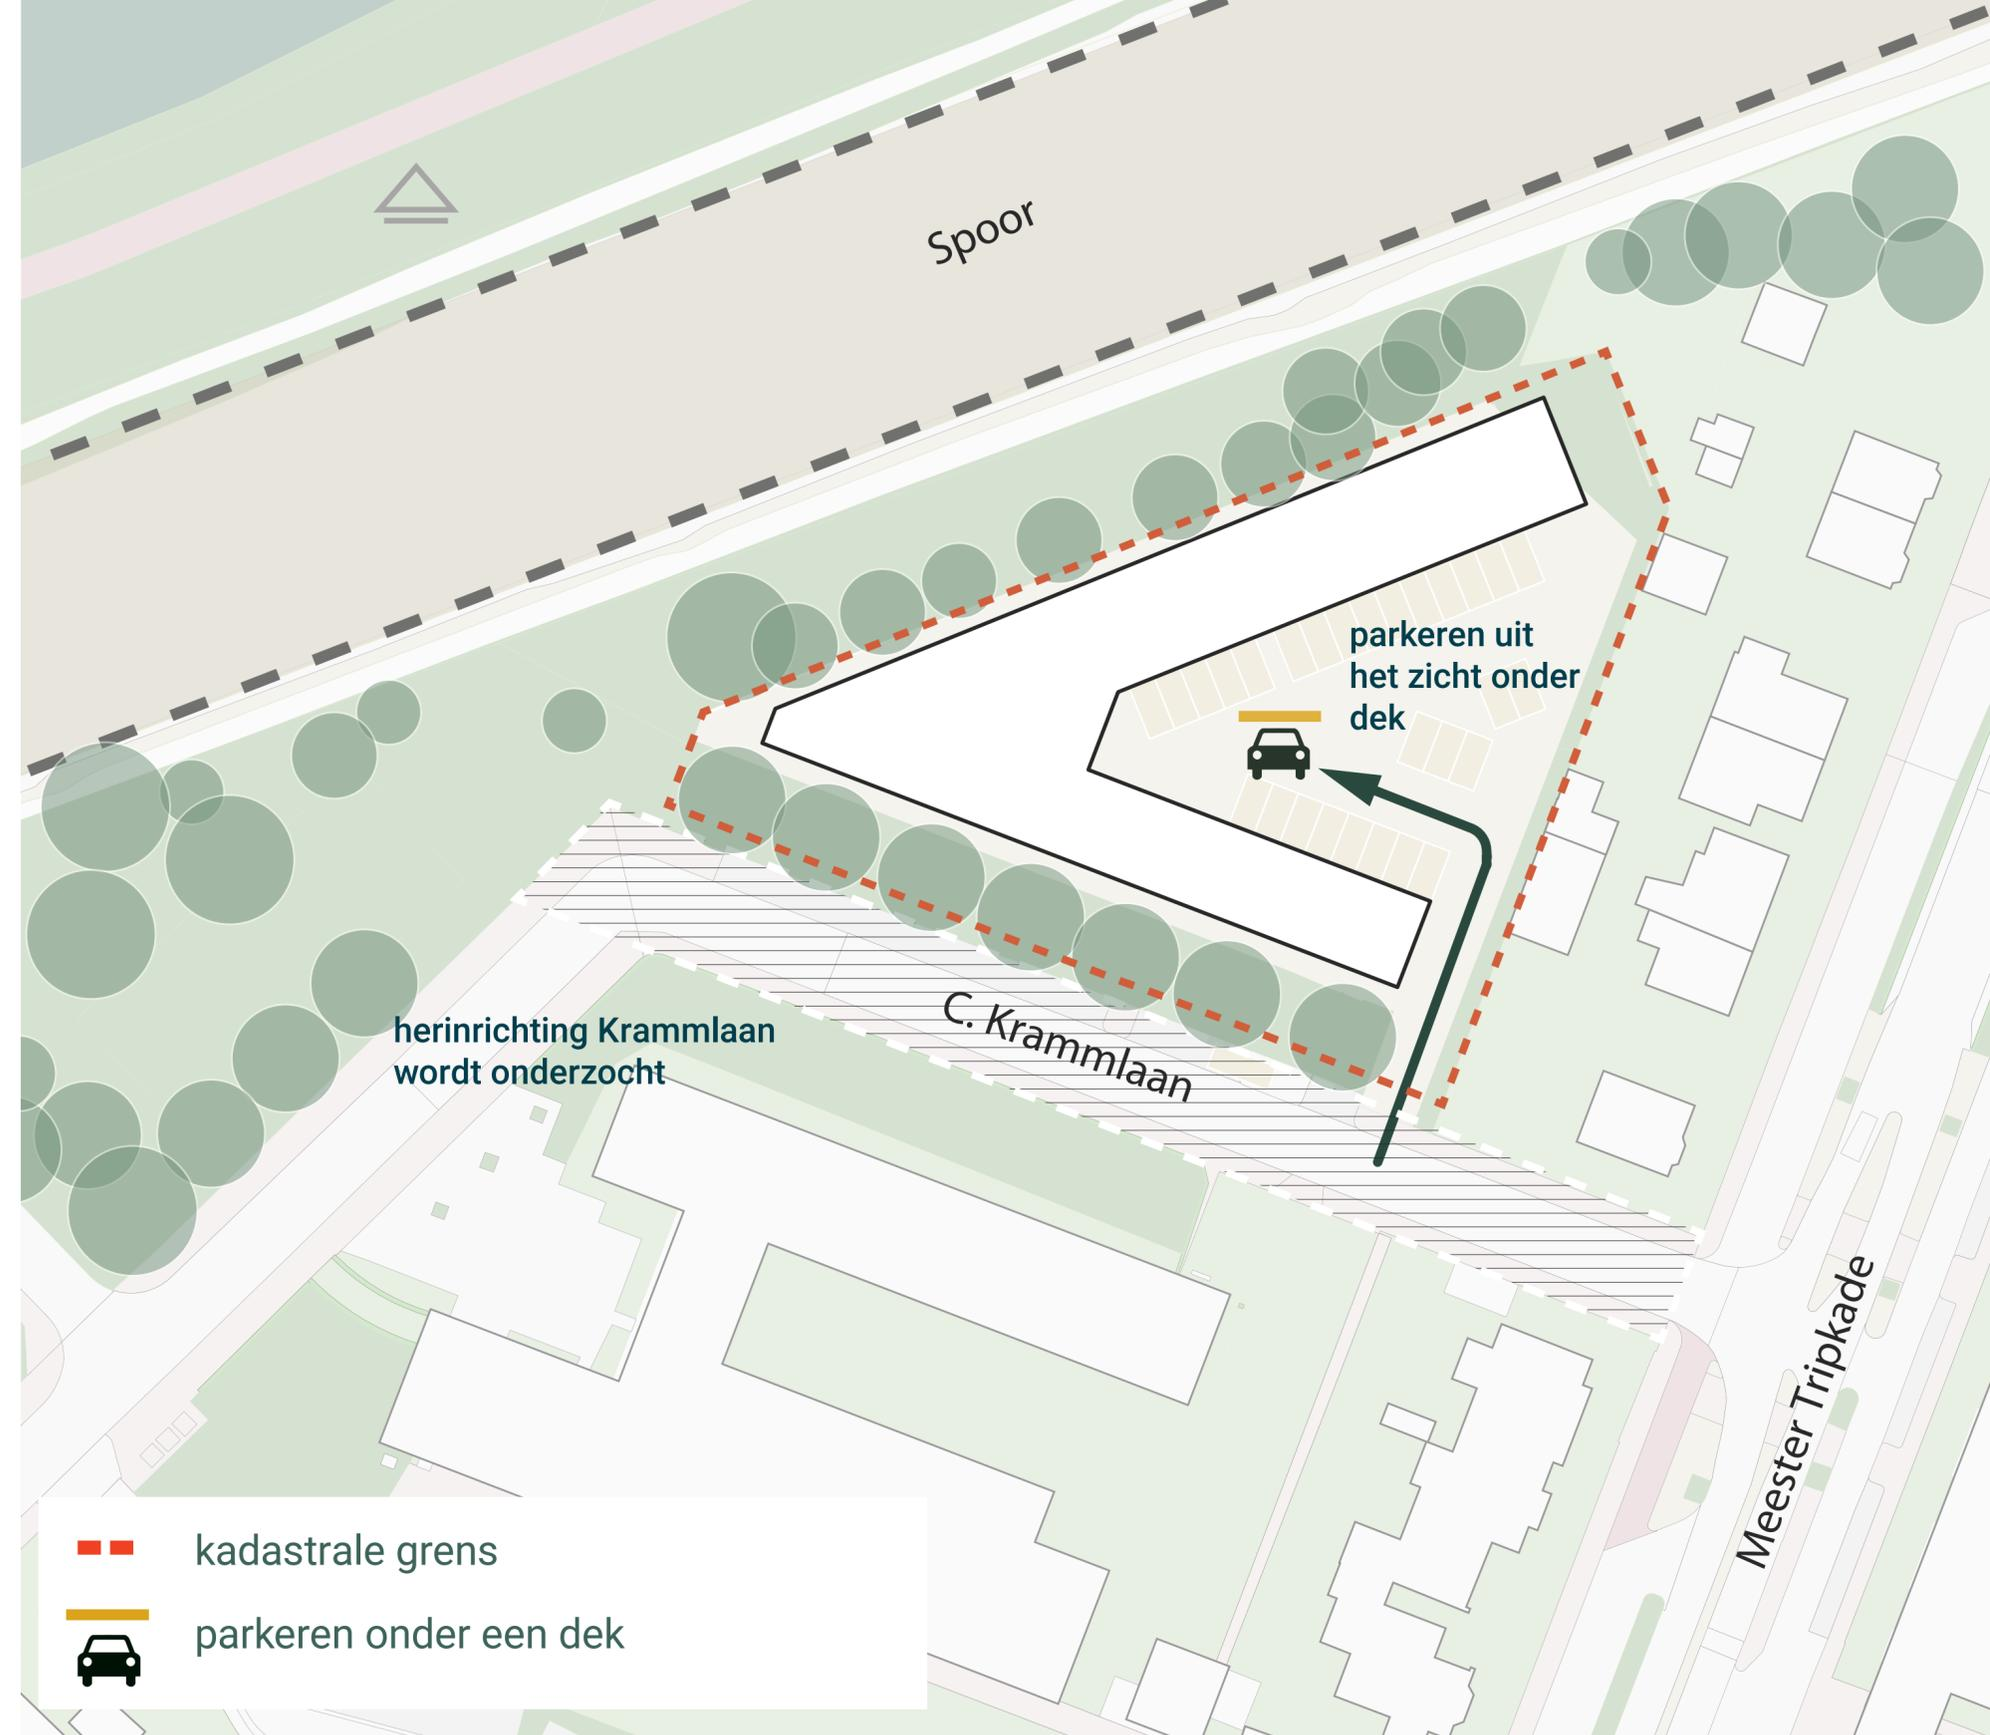 Spoor
parkeren uit
het zicht onder
dek
C. Krammlaan
herinrichting Krammlaan
wordt onderzocht
Meester Tripkade
kadastrale grens
parkeren onder een dek